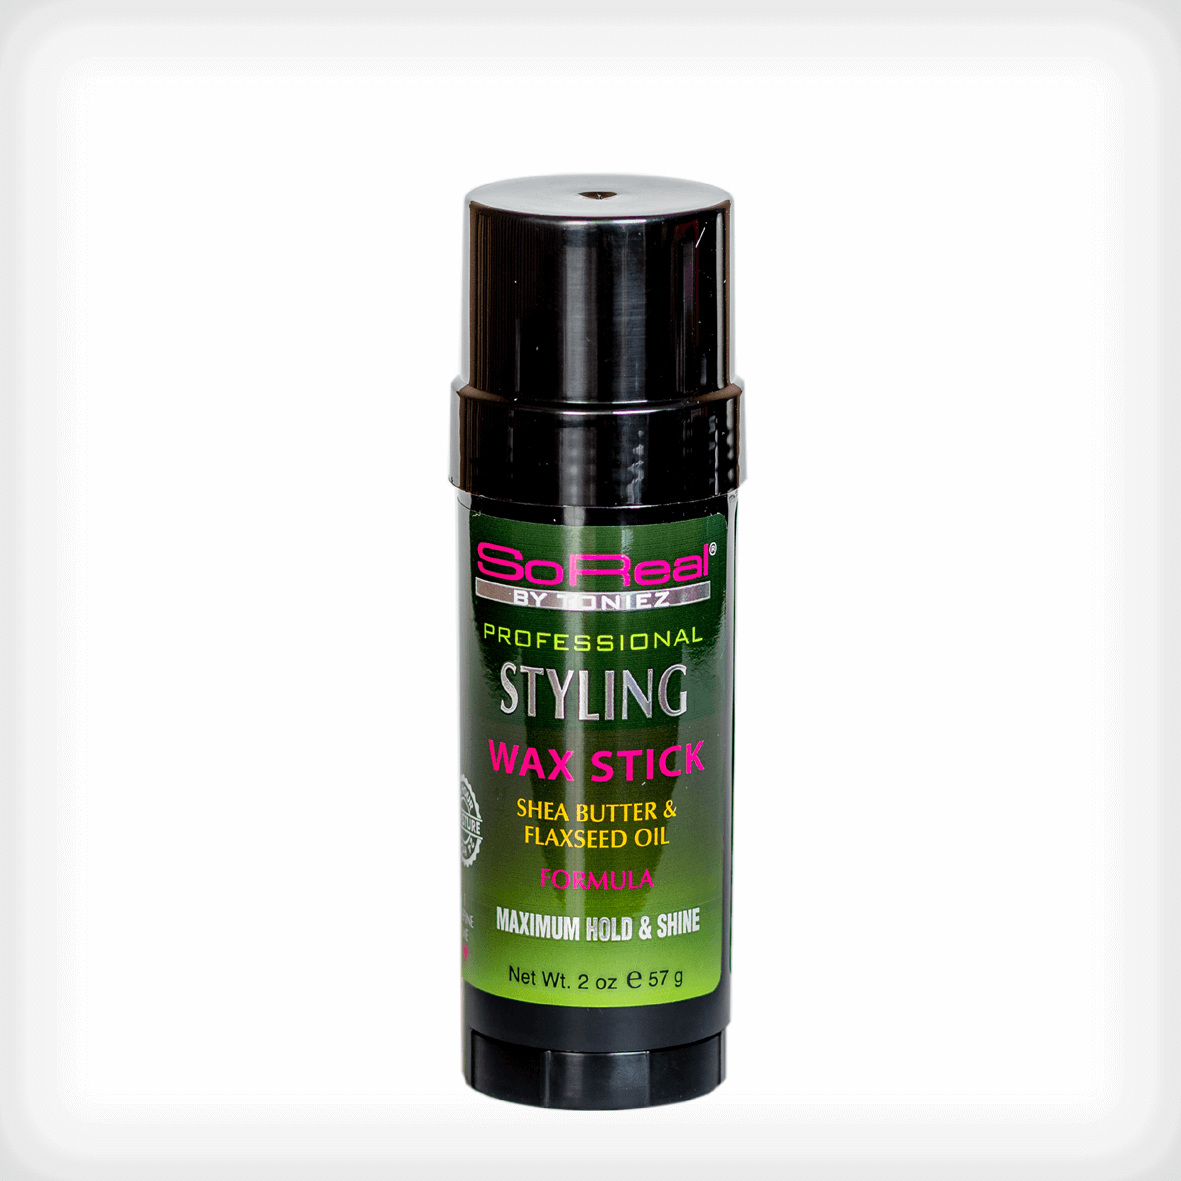 SoReal®
BY TONIEZ
PROFESSIONAL
STYLING
WAX STICK
SHEA BUTTER &
FLAXSEED OIL
FORMULA
MAXIMUM HOLD & SHINE
Net Wt. 2 oz e 57 g